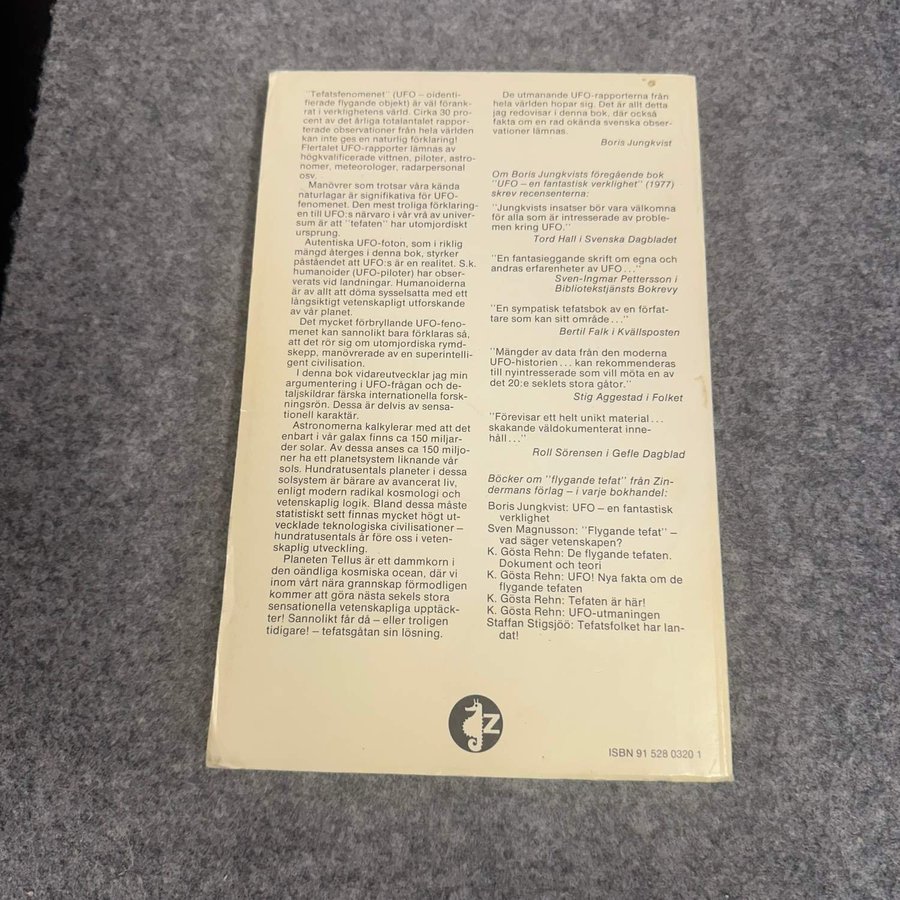 "Tefatsfenomenet" (UFO – oidenti-
fierade flygande objekt) är väl förank-
rat i verklighetens värld. Cirka 30 pro-
cent av det årliga totalantalet rappor-
terade observationer från hela världen
kan inte ges en naturlig förklaring!
Flertalet UFO-rapporter lämnas av
högkvalificerade vittnen, piloter, astro-
nomer, meteorologer, radarpersonal
osv.
Manövrer som trotsar våra kända
naturlagar är signifikativa för UFO-
fenomenet. Den mest troliga förklaring-
en till UFO:s närvaro i vår vrå av univer-
sum är att "tefaten" har utomjordiskt
ursprung.
Autentiska UFO-foton, som i riklig
mängd återges i denna bok, styrker
påståendet att UFO:s är en realitet. S.k.
humanoider (UFO-piloter) har obser-
verats vid landningar. Humanoiderna
är av allt att döma sysselsatta med ett
långsiktigt vetenskapligt utforskande
av vår planet.
Det mycket förbryllande UFO-feno-
menet kan sannolikt bara förklaras så,
att det rör sig om utomjordiska rymd-
skepp, manövrerade av en superintelli-
gent civilisation.
I denna bok vidareutvecklar jag min
argumentering i UFO-frågan och de-
taljskildrar färska internationella forsk-
ningsrön. Dessa är delvis av sensa-
tionell karaktär.
Astronomerna kalkylerar med att det
enbart i vår galax finns ca 150 miljar-
der solar. Av dessa anses ca 150 miljo-
ner ha ett planetsystem liknande vår
sols. Hundratusentals planeter i dessa
solsystem är bärare av avancerat liv,
enligt modern radikal kosmologi och
vetenskaplig logik. Bland dessa måste
statistiskt sett finnas mycket högt ut-
vecklade teknologiska civilisationer –
hundratusentals år före oss i veten-
skaplig utveckling.
Planeten Tellus är ett dammkorn i
den oändliga kosmiska ocean, där vi
inom vårt nära grannskap förmodligen
kommer att göra nästa sekels stora
sensationella vetenskapliga upptäck-
ter! Sannolikt får då – eller troligen
tidigare! – tefatsgåtan sin lösning.
De utmanande UFO-rapporterna från
hela världen hopar sig. Det är allt detta
jag redovisar i denna bok, där också
fakta om en rad okända svenska obser-
vationer lämnas.
Boris Jungkvist
Om Boris Jungkvists föregående bok
"UFO – en fantastisk verklighet" (1977)
skrev recensenterna:
"Jungkvists insatser bör vara välkomna
för alla som är intresserade av proble-
men kring UFO."
Tord Hall i Svenska Dagbladet
"En fantasieggande skrift om egna och
andras erfarenheter av UFO ..."
Sven-Ingmar Pettersson i
Bibliotekstjänsts Bokrevy
"En sympatisk tefatsbok av en förfat-
tare som kan sitt område ..."
Bertil Falk i Kvällsposten
"Mängder av data från den moderna
UFO-historien ... kan rekommenderas
till nyintresserade som vill möta en av
det 20:e seklets stora gåtor."
Stig Aggestad i Folket
"Förevisar ett helt unikt material ...
skakande väldokumenterat inne-
håll ..."
Roll Sörensen i Gefle Dagblad
Böcker om "flygande tefat" från Zin-
dermans förlag – i varje bokhandel:
Boris Jungkvist: UFO – en fantastisk
verklighet
Sven Magnusson: "Flygande tefat" –
vad säger vetenskapen?
K. Gösta Rehn: De flygande tefaten.
Dokument och teori
K. Gösta Rehn: UFO! Nya fakta om de
flygande tefaten
K. Gösta Rehn: Tefaten är här!
K. Gösta Rehn: UFO-utmaningen
Staffan Stigsjöö: Tefatsfolket har lan-
dat!
Z
ISBN 91 528 0320 1